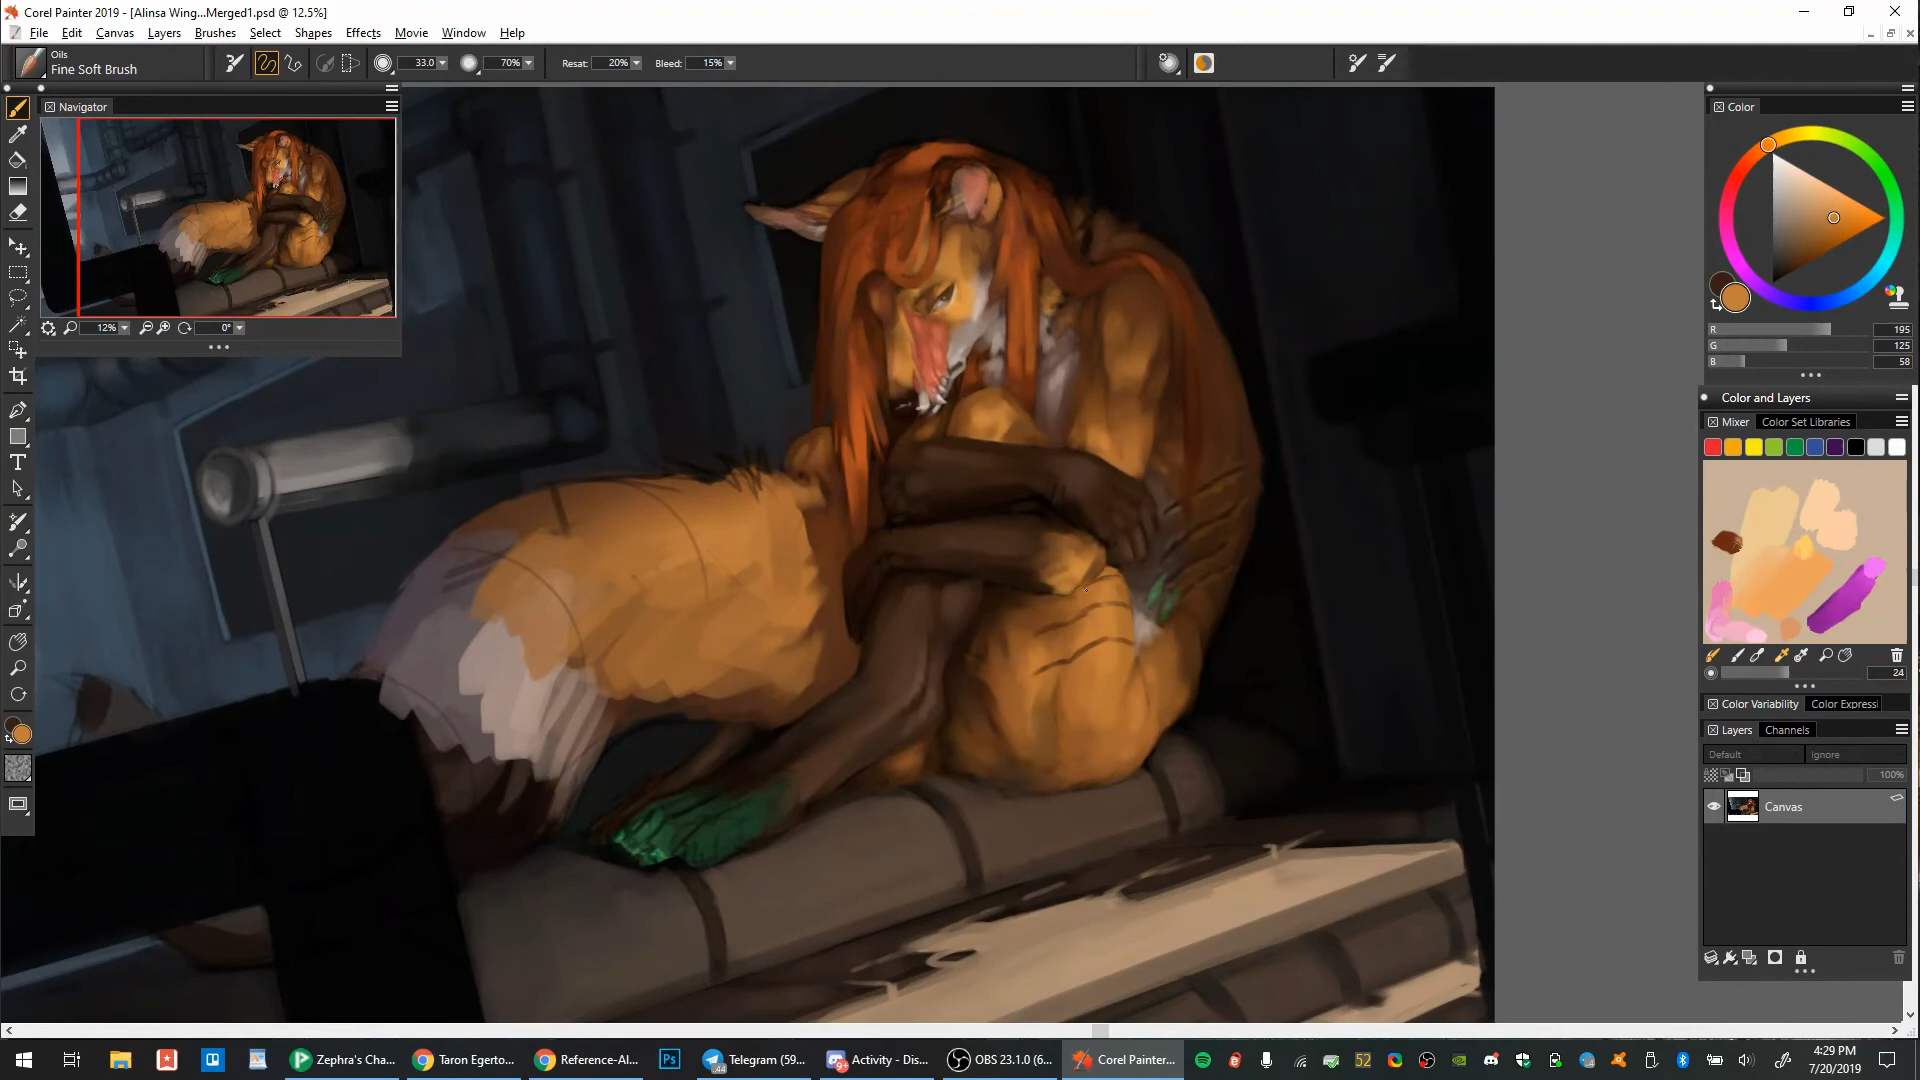 Corel Painter 2019 - [Alinsa Wing...Merged1.psd @ 12.5%]
File Edit Canvas Layers Brushes Select Shapes Effects Movie Window Help
Oils
Fine Soft Brush
33.0 70% Resat: 20% Bleed: 15%
Navigator
12% 0°
Color
R 195
G 125
B 58
Color and Layers
Mixer Color Set Libraries
24
Color Variability Color Expressi
Layers Channels
Default Ignore
100%
Canvas
Zephra's Cha...
Taron Egerto...
Reference-Al...
Ps
Telegram (59...
.44
Activity - Dis...
9+
OBS 23.1.0 (6...
Corel Painter...
52
4:29 PM
7/20/2019